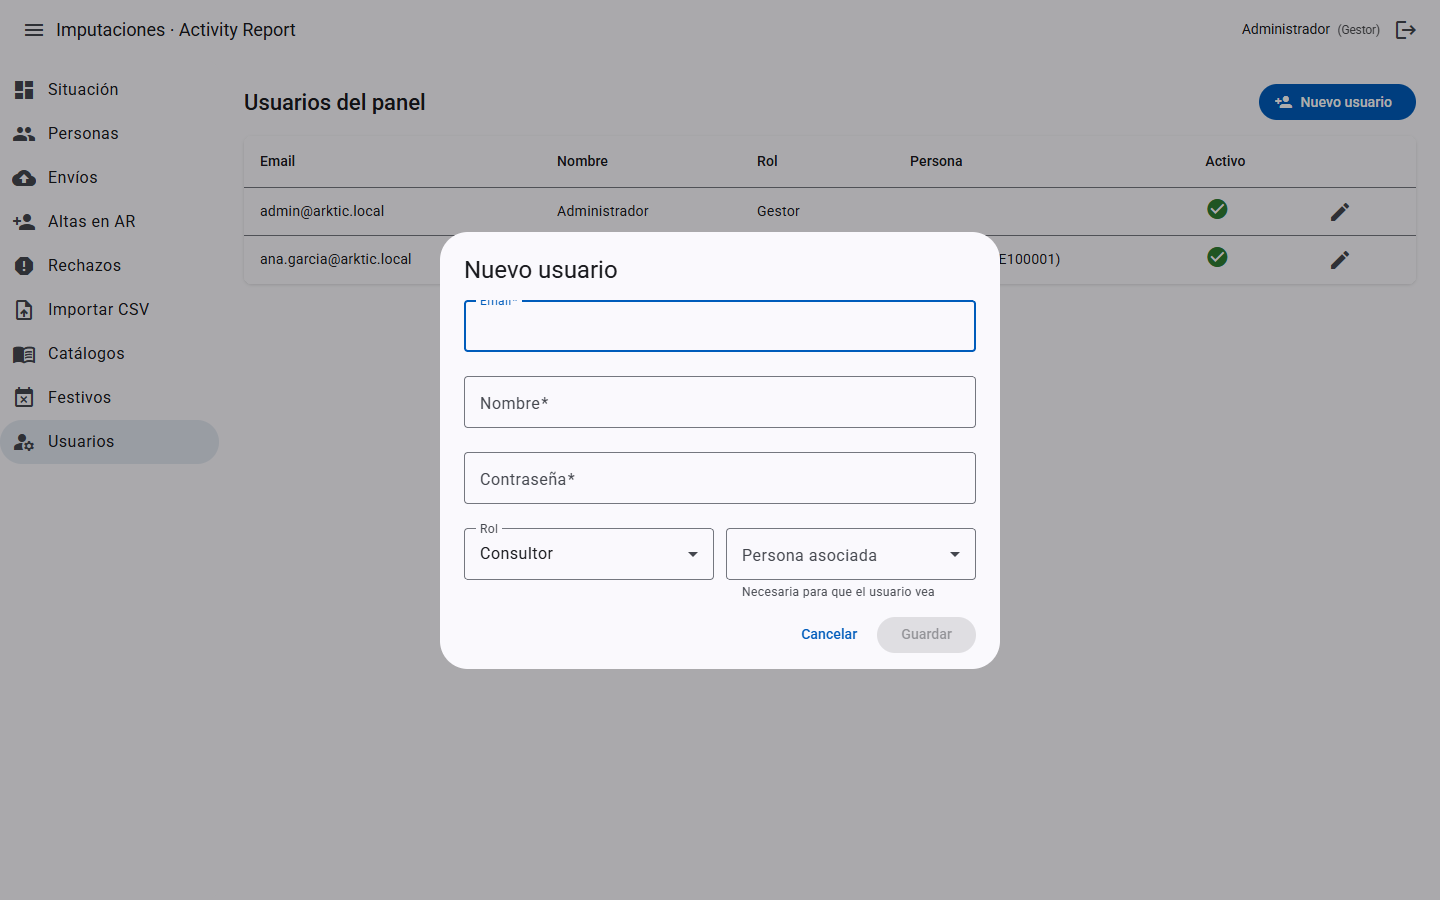 Imputaciones · Activity Report
Administrador (Gestor)
Situación
Personas
Envíos
Altas en AR
Rechazos
Importar CSV
Catálogos
Festivos
Usuarios
Usuarios del panel
Nuevo usuario
Email Nombre Rol Persona Activo
admin@arktic.local Administrador Gestor
ana.garcia@arktic.local E100001)
Nuevo usuario
Email*
Nombre*
Contraseña*
Rol
Consultor
Persona asociada
Necesaria para que el usuario vea
Cancelar Guardar